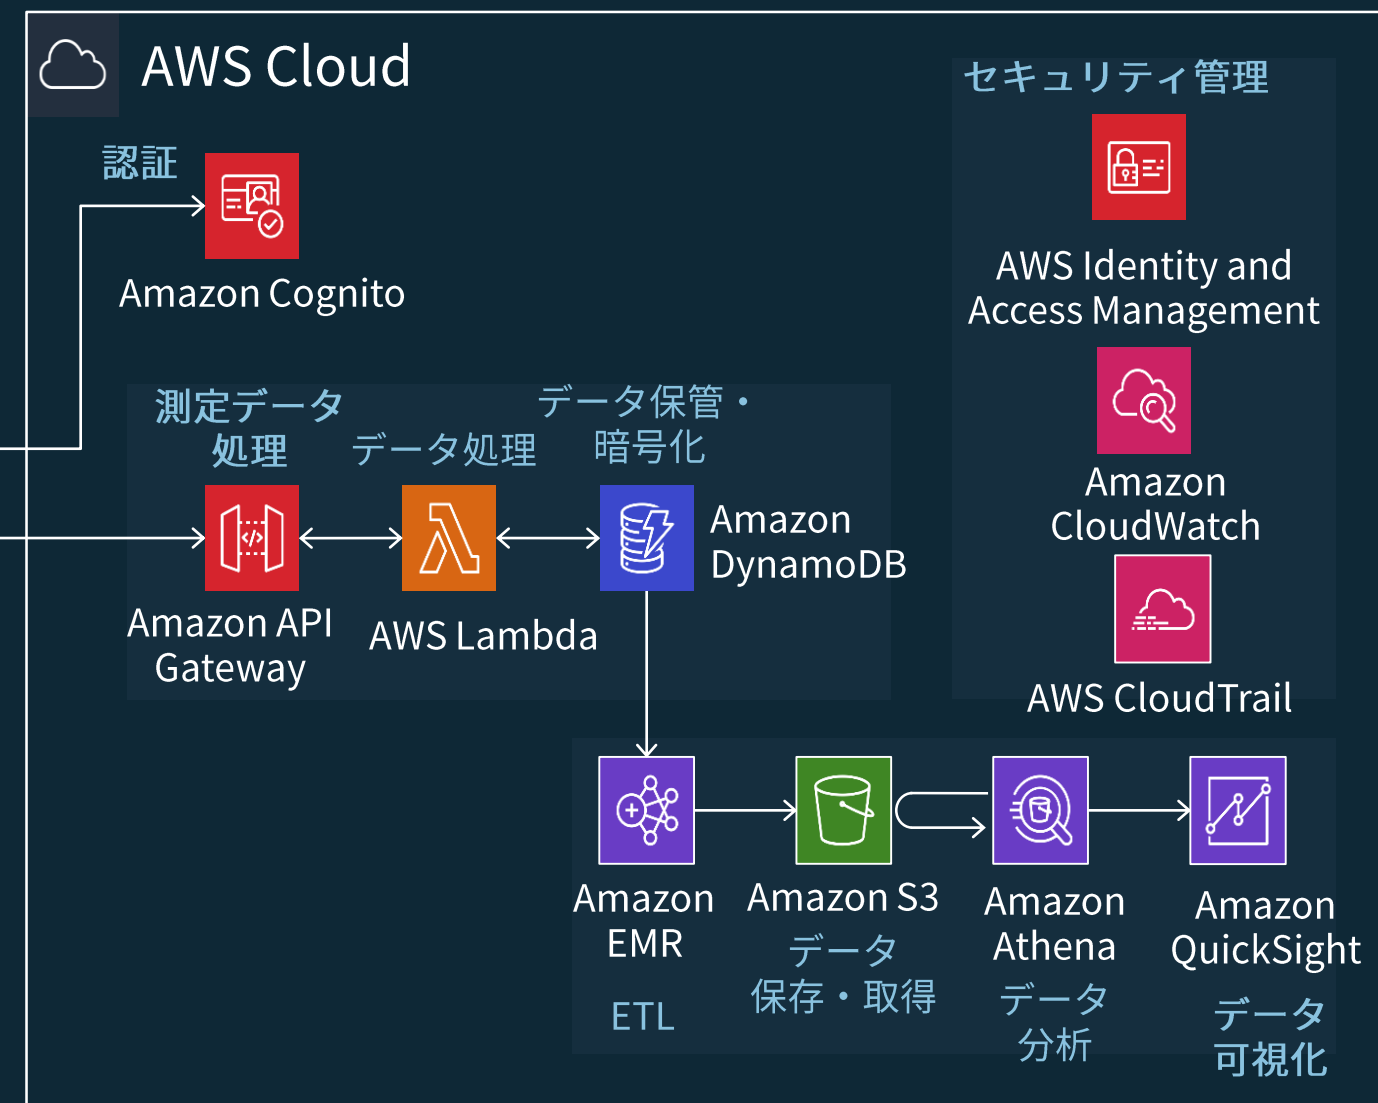 AWS Cloud
セキュリティ管理
認証
Amazon Cognito
AWS Identity and
Access Management
Amazon
CloudWatch
AWS CloudTrail
測定データ
処理
データ処理
データ保管・
暗号化
</>
Amazon API
Gateway
AWS Lambda
Amazon
DynamoDB
Amazon
EMR
ETL
Amazon S3
データ
保存・取得
Amazon
Athena
データ
分析
Amazon
QuickSight
データ
可視化